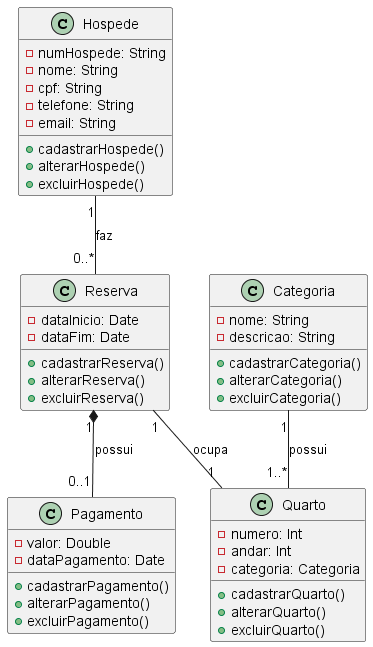 C Hospede
numHospede: String
nome: String
cpf: String
telefone: String
email: String
cadastrarHospede()
alterarHospede()
excluirHospede()
1
faz
0..*
C Reserva
dataInicio: Date
dataFim: Date
cadastrarReserva()
alterarReserva()
excluirReserva()
C Categoria
nome: String
descricao: String
cadastrarCategoria()
alterarCategoria()
excluirCategoria()
1
1
1
possui
ocupa
possui
0..1
1
1..*
C Pagamento
valor: Double
dataPagamento: Date
cadastrarPagamento()
alterarPagamento()
excluirPagamento()
C Quarto
numero: Int
andar: Int
categoria: Categoria
cadastrarQuarto()
alterarQuarto()
excluirQuarto()